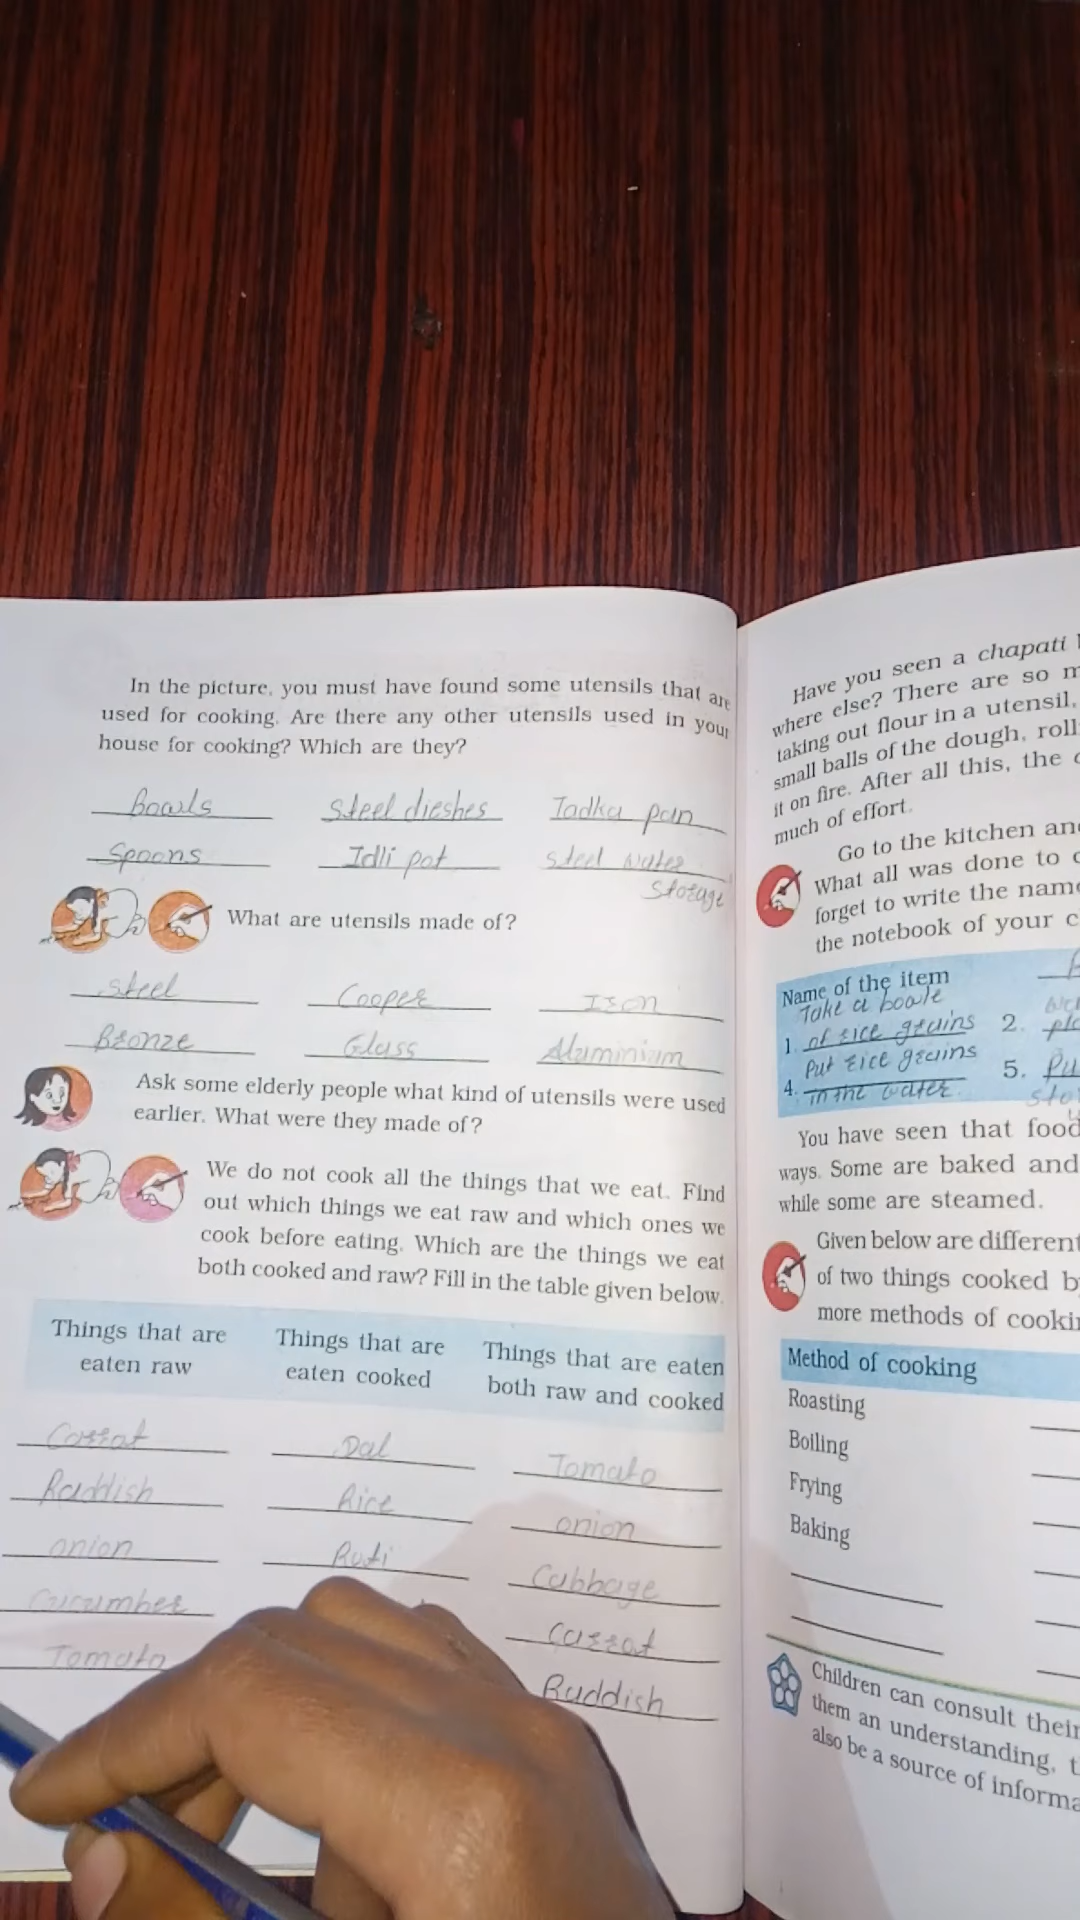 In the picture, you must have found some utensils that are
used for cooking. Are there any other utensils used in your
house for cooking? Which are they?
Bowls Steel dieshes Tadka pan
Spoons Idli pot steel water
storage
What are utensils made of?
steel Cooper Iron
Bronze Glass Aluminium
Ask some elderly people what kind of utensils were used
earlier. What were they made of?
We do not cook all the things that we eat. Find
out which things we eat raw and which ones we
cook before eating. Which are the things we eat
both cooked and raw? Fill in the table given below.
Things that are Things that are Things that are eaten
eaten raw eaten cooked both raw and cooked
Carrot Dal Tomato
Raddish Rice onion
onion Roti Cabbage
Cucumber carrot
Tomato Raddish
Have you seen a chapati
where else? There are so
taking out flour in a utensil,
small balls of the dough, roll
it on fire. After all this, the
much of effort.
Go to the kitchen and
What all was done to
forget to write the name
the notebook of your
Name of the item
Take a bowle
1. of rice grains 2.
Put rice grains
4. in the water. 5.
You have seen that food
ways. Some are baked and
while some are steamed.
Given below are different
of two things cooked
more methods of
Method of cooking
Roasting
Boiling
Frying
Baking
Children can consult their
them an understanding,
also be a source of